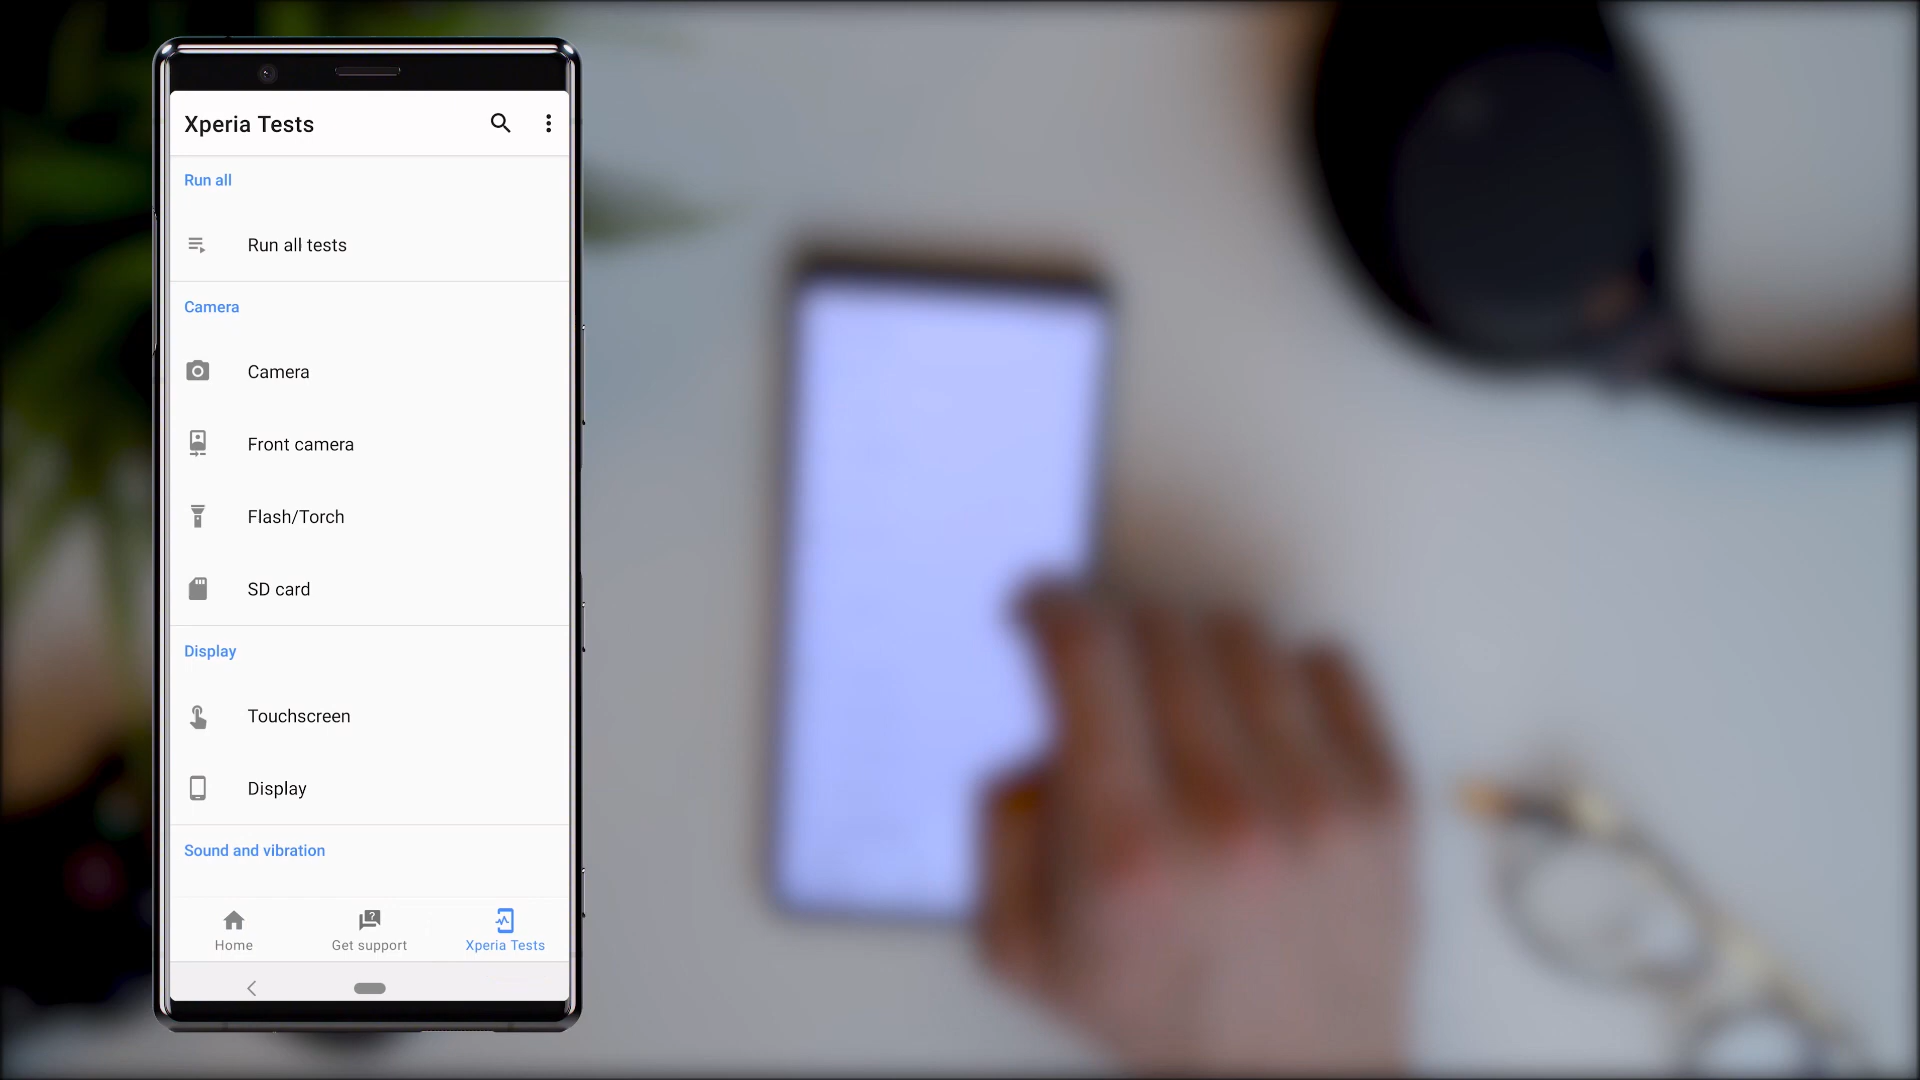 Xperia Tests
Run all
Run all tests
Camera
Camera
Front camera
Flash/Torch
SD card
Display
Touchscreen
Display
Sound and vibration
Home
Get support
Xperia Tests